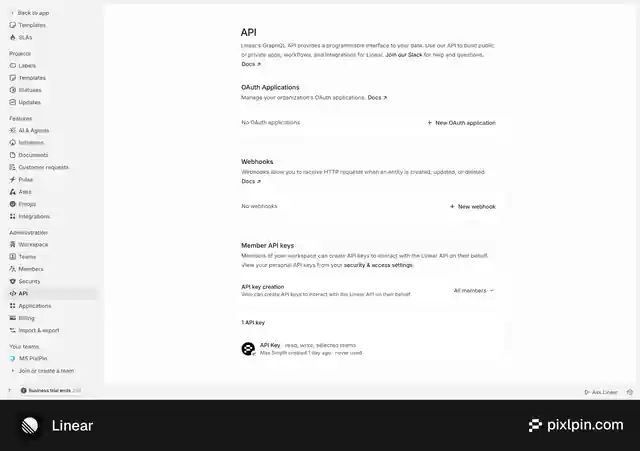 Back to app
Templates
SLAs
Projects
Labels
Templates
Statuses
Updates
Features
AI & Agents
Initiatives
Documents
Customer requests
Pulse
Asks
Emojis
Integrations
Administration
Workspace
Teams
Members
Security
API
Applications
Billing
Import & export
Your teams
MS PixlPin
Join or create a team
Business trial ends
API
Linear's GraphQL API provides a programmable interface to your data. Use our API to build public
or private apps, workflows, and integrations for Linear. Join our Slack for help and questions.
Docs ↗
OAuth Applications
Manage your organization's OAuth applications. Docs ↗
No OAuth applications
+ New OAuth application
Webhooks
Webhooks allow you to receive HTTP requests when an entity is created, updated, or deleted.
Docs ↗
No webhooks
+ New webhook
Member API keys
Members of your workspace can create API keys to interact with the Linear API on their behalf.
View your personal API keys from your security & access settings.
API key creation
Who can create API keys to interact with the Linear API on their behalf
All members
1 API key
API Key · read, write, selected teams
Max Smith created 1 day ago · never used
Ask Linear
Linear
pixlpin.com